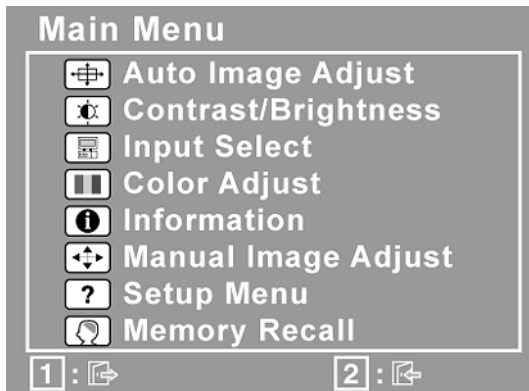 Main Menu
Auto Image Adjust
Contrast/Brightness
Input Select
Color Adjust
Information
Manual Image Adjust
? Setup Menu
Memory Recall
1 : 2 :